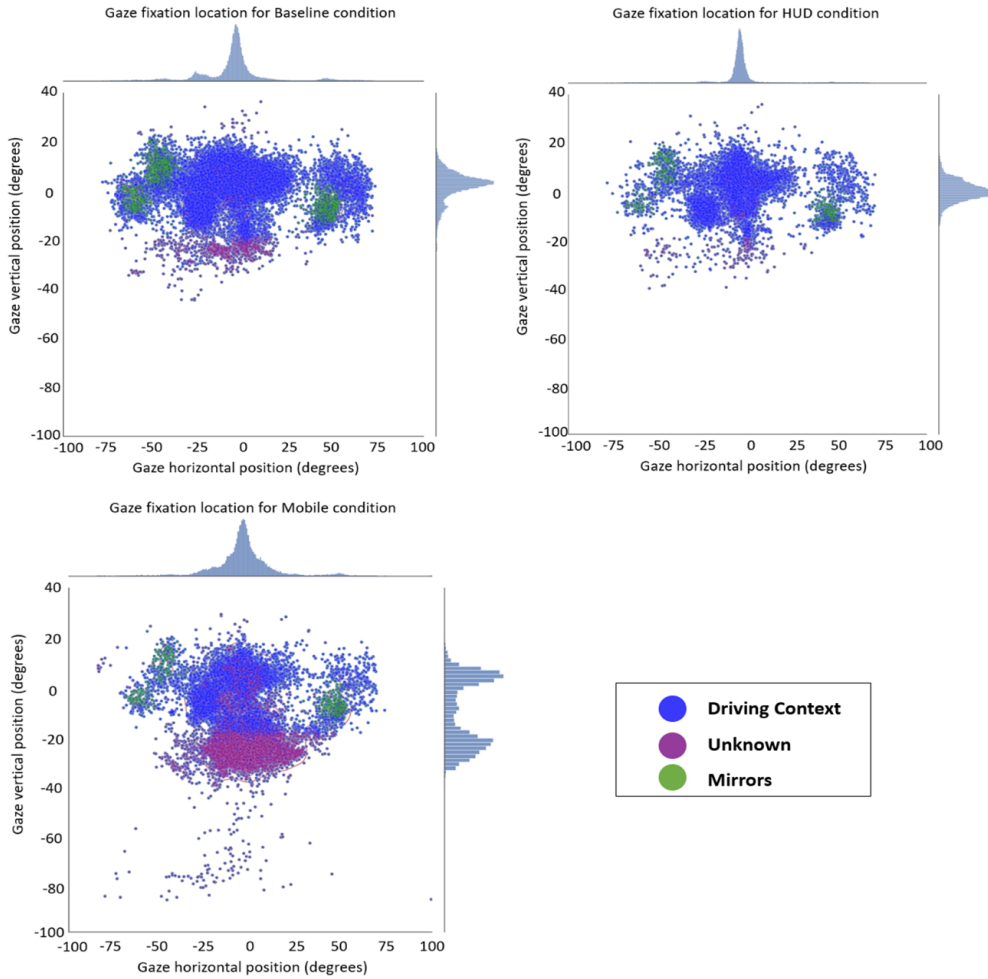 Gaze fixation location for Baseline condition
40
20
0
-20
-40
-60
-80
-100
Gaze vertical position (degrees)
-100 -75 -50 -25 0 25 50 75 100
Gaze horizontal position (degrees)
Gaze fixation location for HUD condition
40
20
0
-20
-40
-60
-80
-100
Gaze vertical position (degrees)
-100 -75 -50 -25 0 25 50 75 100
Gaze horizontal position (degrees)
Gaze fixation location for Mobile condition
40
20
0
-20
-40
-60
-80
-100
Gaze vertical position (degrees)
-100 -75 -50 -25 0 25 50 75 100
Gaze horizontal position (degrees)
Driving Context
Unknown
Mirrors